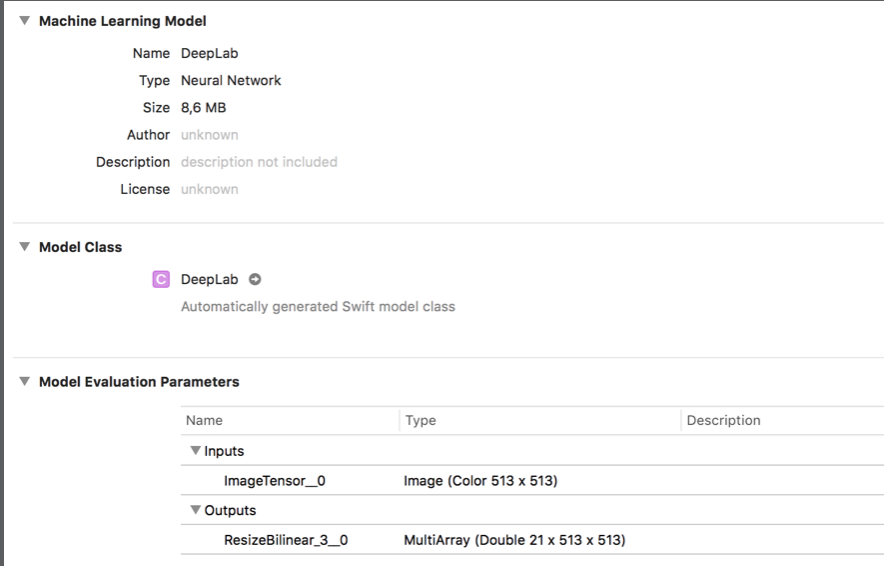 Machine Learning Model
Name DeepLab
Type Neural Network
Size 8,6 MB
Author unknown
Description description not included
License unknown
Model Class
C DeepLab
Automatically generated Swift model class
Model Evaluation Parameters
Name Type Description
Inputs
ImageTensor__0 Image (Color 513 x 513)
Outputs
ResizeBilinear_3__0 MultiArray (Double 21 x 513 x 513)